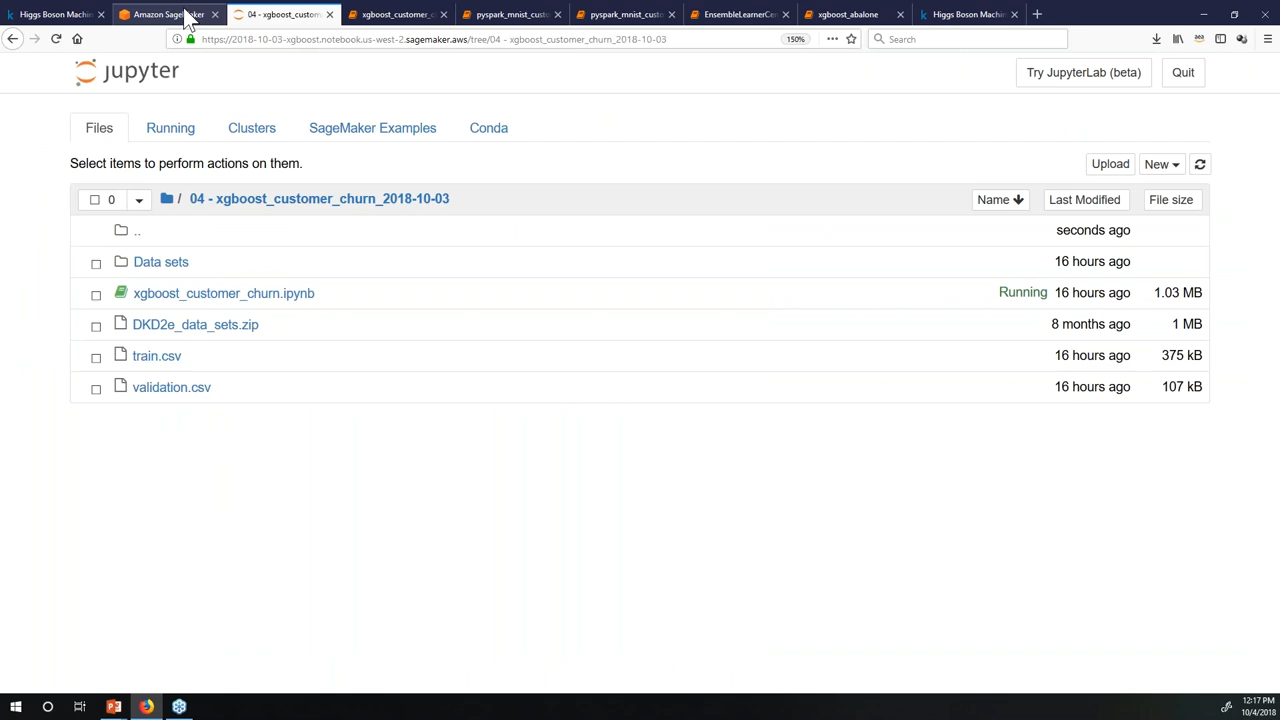 Higgs Boson Machin
Amazon SageMaker
04 - xgboost_custom
xgboost_customer_c
pyspark_mnist_custo
pyspark_mnist_custo
EnsembleLearnerCe
xgboost_abalone
Higgs Boson Machin
https://2018-10-03-xgboost.notebook.us-west-2.sagemaker.aws/tree/04 - xgboost_customer_churn_2018-10-03
150%
Search
jupyter
Try JupyterLab (beta)
Quit
Files
Running
Clusters
SageMaker Examples
Conda
Select items to perform actions on them.
Upload
New
0
/ 04 - xgboost_customer_churn_2018-10-03
Name
Last Modified
File size
..
seconds ago
Data sets
16 hours ago
xgboost_customer_churn.ipynb
Running 16 hours ago 1.03 MB
DKD2e_data_sets.zip
8 months ago 1 MB
train.csv
16 hours ago 375 kB
validation.csv
16 hours ago 107 kB
12:17 PM
10/4/2018